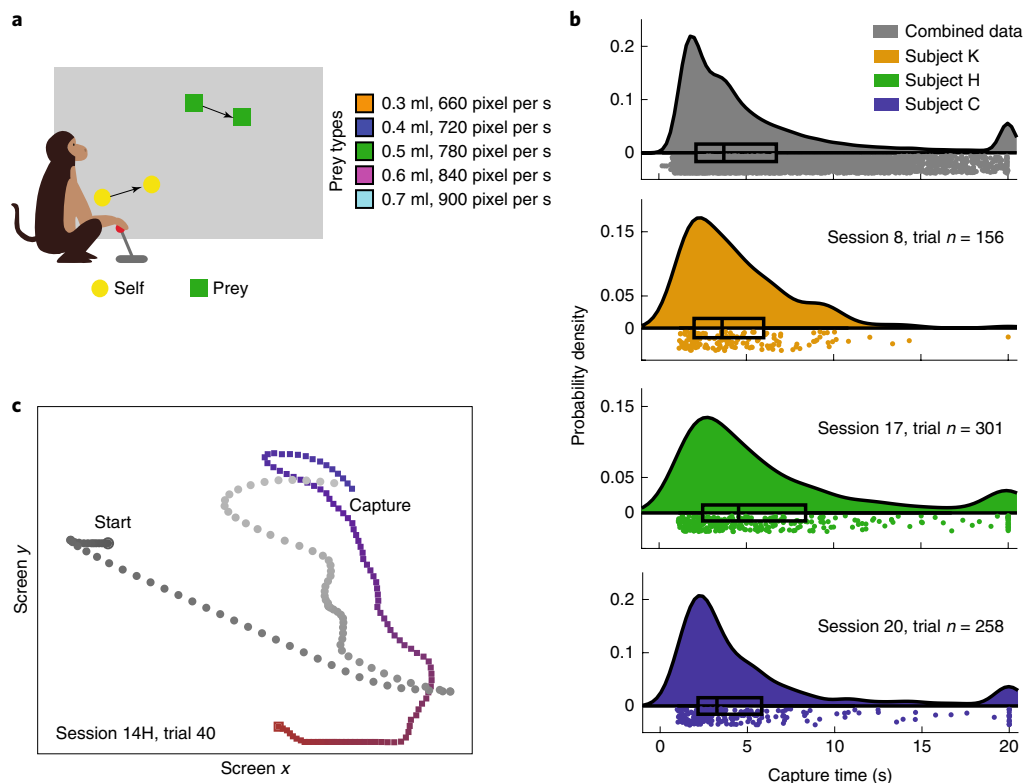 a
Prey types
0.3 ml, 660 pixel per s
0.4 ml, 720 pixel per s
0.5 ml, 780 pixel per s
0.6 ml, 840 pixel per s
0.7 ml, 900 pixel per s
Self
Prey
b
Probability density
0.2
0.1
0
Combined data
Subject K
Subject H
Subject C
0.15
0.05
0
Session 8, trial n = 156
0.15
0.05
0
Session 17, trial n = 301
0.2
0.1
0
Session 20, trial n = 258
0
5
10
15
20
Capture time (s)
c
Screen y
Start
Capture
Session 14H, trial 40
Screen x